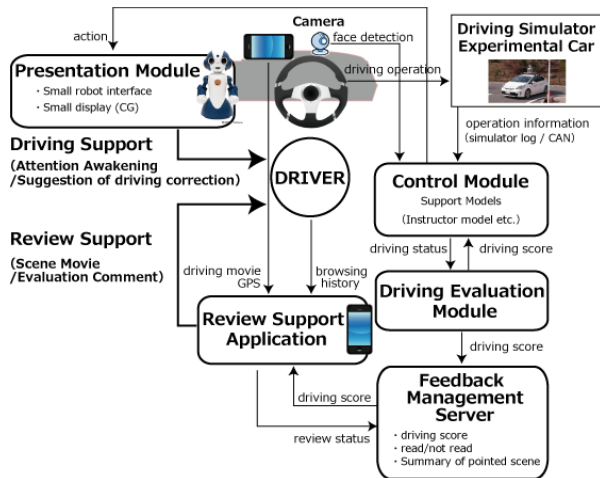 Camera
action
face detection
Driving Simulator
Experimental Car
Presentation Module
・Small robot interface
・Small display (CG)
driving operation
operation information
(simulator log / CAN)
Driving Support
(Attention Awakening
/Suggestion of driving correction)
DRIVER
Control Module
Support Models
(Instructor model etc.)
Review Support
(Scene Movie
/Evaluation Comment)
driving status
driving score
driving movie
GPS
browsing
history
Driving Evaluation
Module
Review Support
Application
driving score
Feedback
Management
Server
・driving score
・read/not read
・Summary of pointed scene
driving score
review status